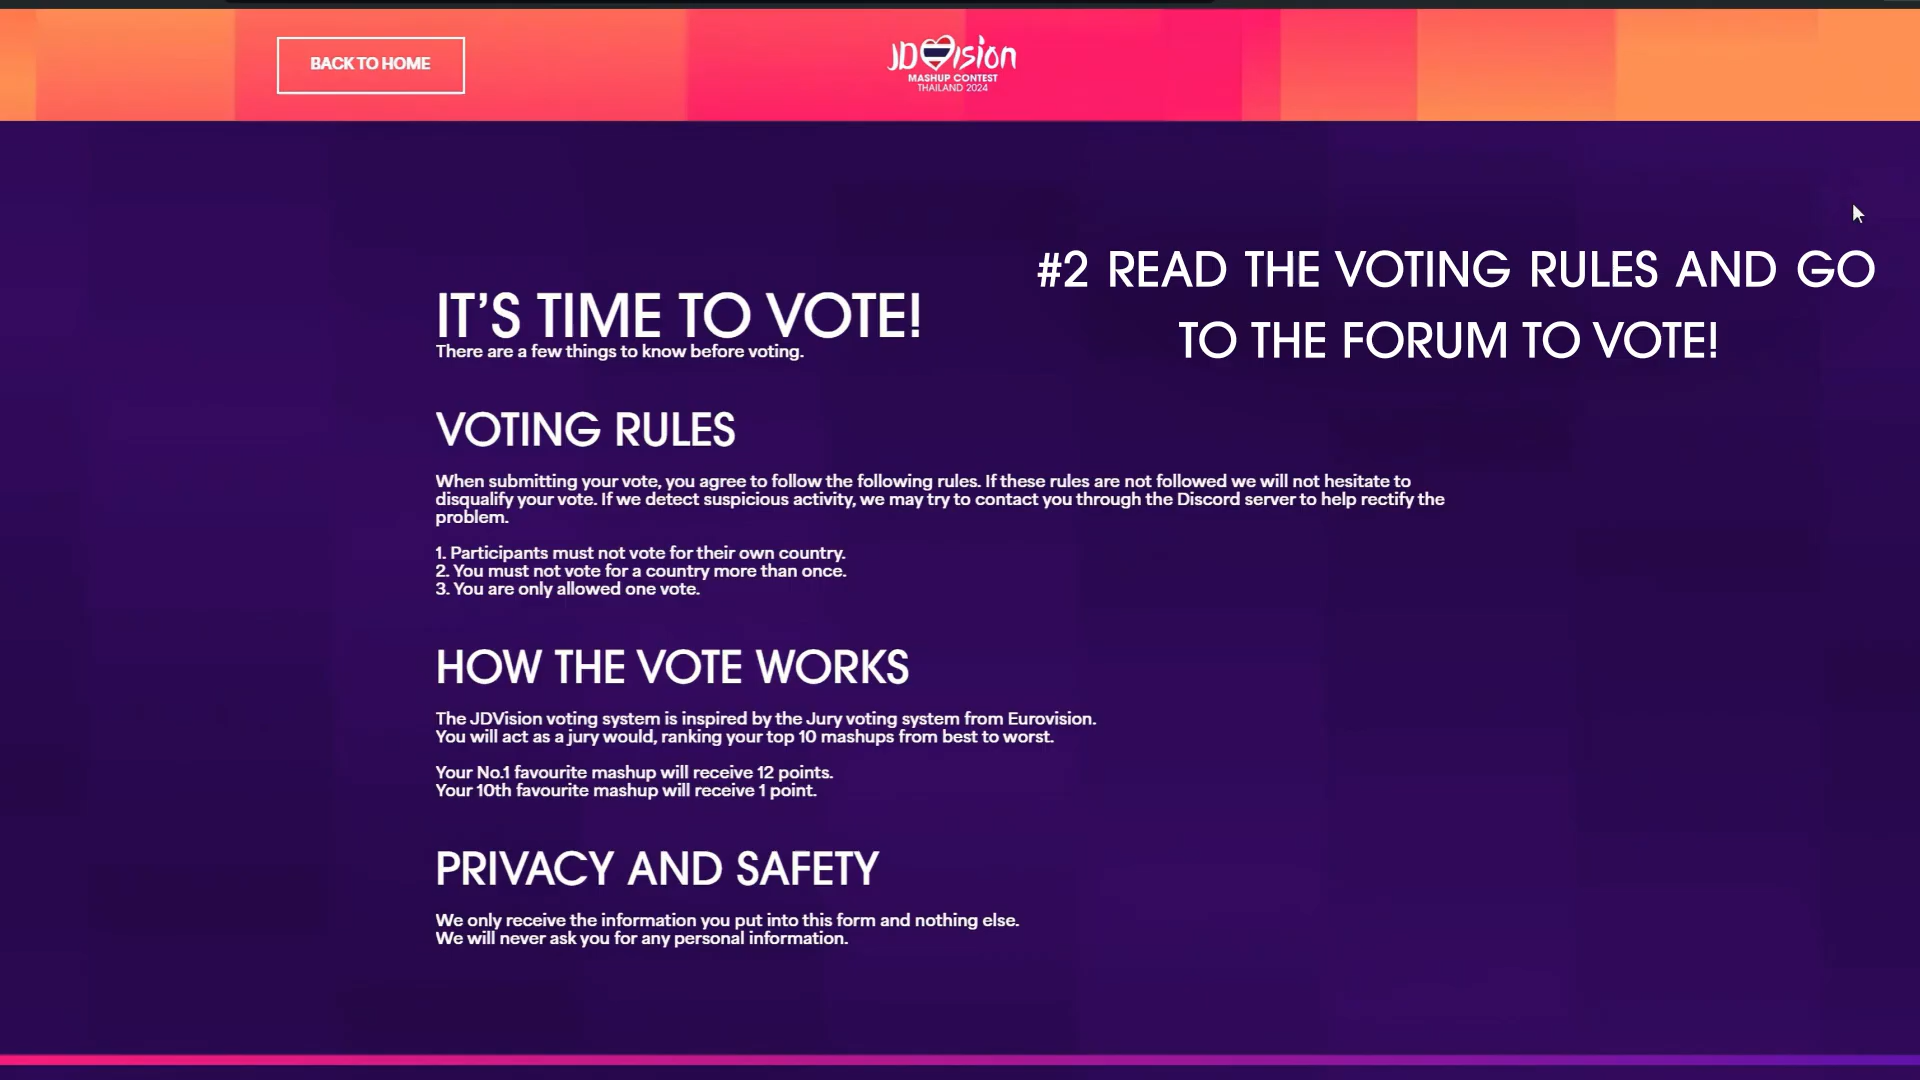 BACK TO HOME
JDVision
MASHUP CONTEST
THAILAND 2024
#2 READ THE VOTING RULES AND GO
TO THE FORUM TO VOTE!
IT'S TIME TO VOTE!
There are a few things to know before voting.
VOTING RULES
When submitting your vote, you agree to follow the following rules. If these rules are not followed we will not hesitate to
disqualify your vote. If we detect suspicious activity, we may try to contact you through the Discord server to help rectify the
problem.
1. Participants must not vote for their own country.
2. You must not vote for a country more than once.
3. You are only allowed one vote.
HOW THE VOTE WORKS
The JDVision voting system is inspired by the Jury voting system from Eurovision.
You will act as a jury would, ranking your top 10 mashups from best to worst.
Your No.1 favourite mashup will receive 12 points.
Your 10th favourite mashup will receive 1 point.
PRIVACY AND SAFETY
We only receive the information you put into this form and nothing else.
We will never ask you for any personal information.